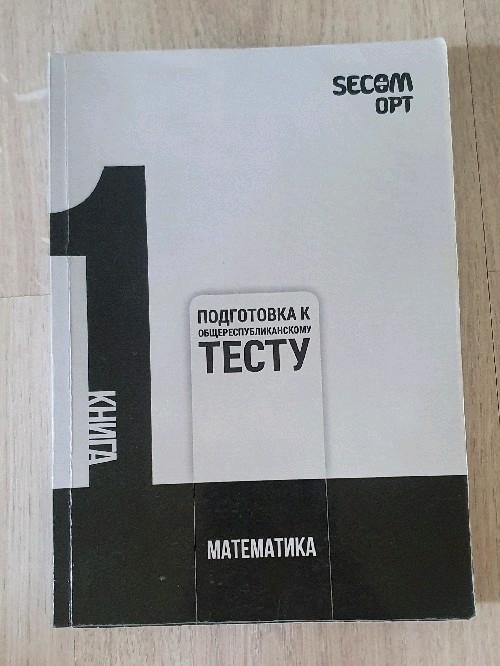 SECOM
ОРТ
1
КНИГА
ПОДГОТОВКА К
ОБЩЕРЕСПУБЛИКАНСКОМУ
ТЕСТУ
МАТЕМАТИКА